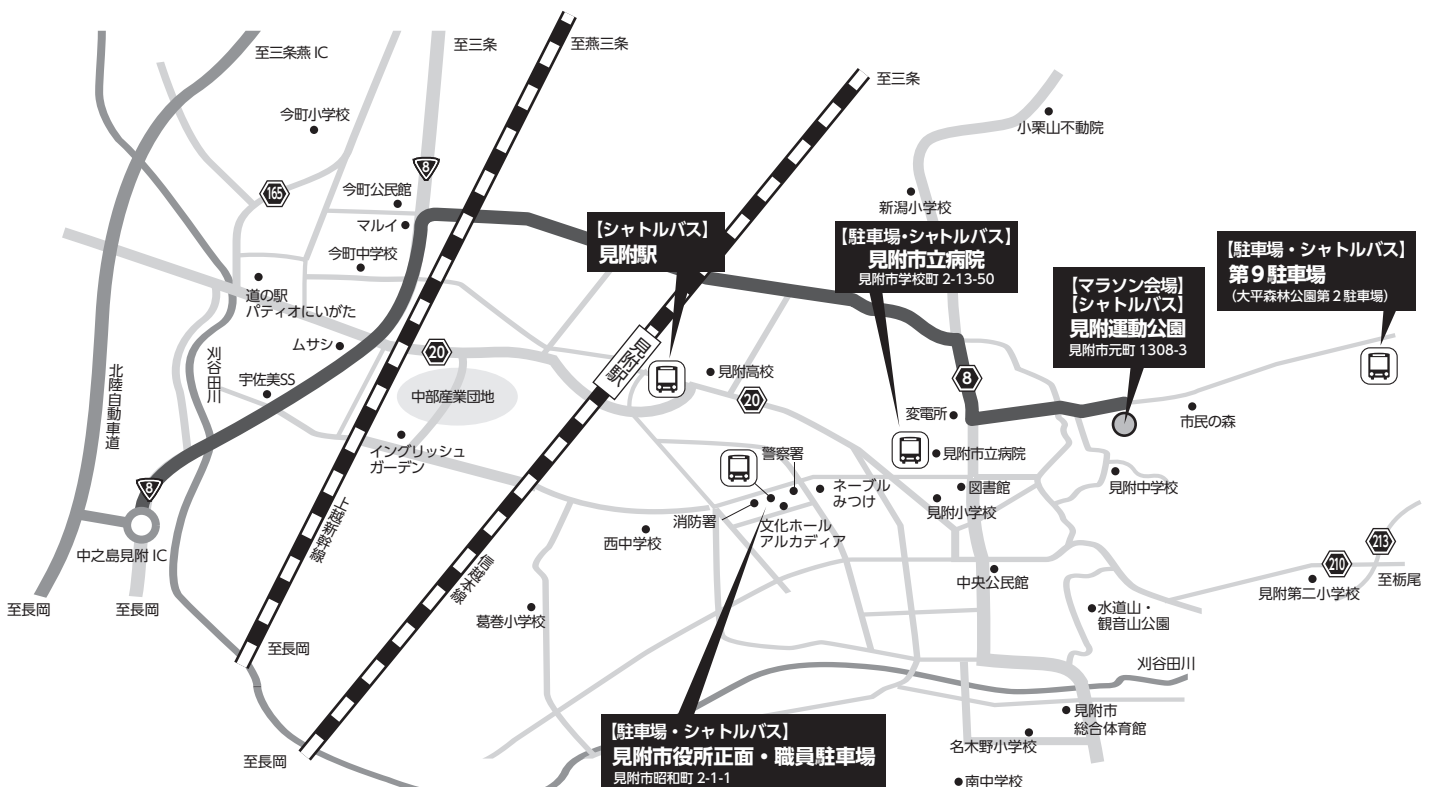 至三条燕 IC
至三条
至燕三条
至三条
今町小学校
小栗山不動院
8
165
今町公民館
マルイ
今町中学校
新潟小学校
【シャトルバス】
見附駅
【駐車場・シャトルバス】
見附市立病院
見附市学校町 2-13-50
【マラソン会場】
【シャトルバス】
見附運動公園
見附市元町 1308-3
【駐車場・シャトルバス】
第9駐車場
（大平森林公園第２駐車場）
道の駅
パティオにいがた
ムサシ
刈谷田川
20
宇佐美SS
北陸自動車道
中部産業団地
見附駅
見附高校
20
8
変電所
市民の森
イングリッシュ
ガーデン
警察署
見附市立病院
8
ネーブル
みつけ
図書館
見附中学校
見附小学校
消防署
文化ホール
アルカディア
上越新幹線
西中学校
中之島見附 IC
信越本線
213
210
至栃尾
中央公民館
見附第二小学校
至長岡
至長岡
葛巻小学校
水道山・
観音山公園
至長岡
刈谷田川
見附市
総合体育館
【駐車場・シャトルバス】
見附市役所正面・職員駐車場
見附市昭和町 2-1-1
名木野小学校
至長岡
南中学校